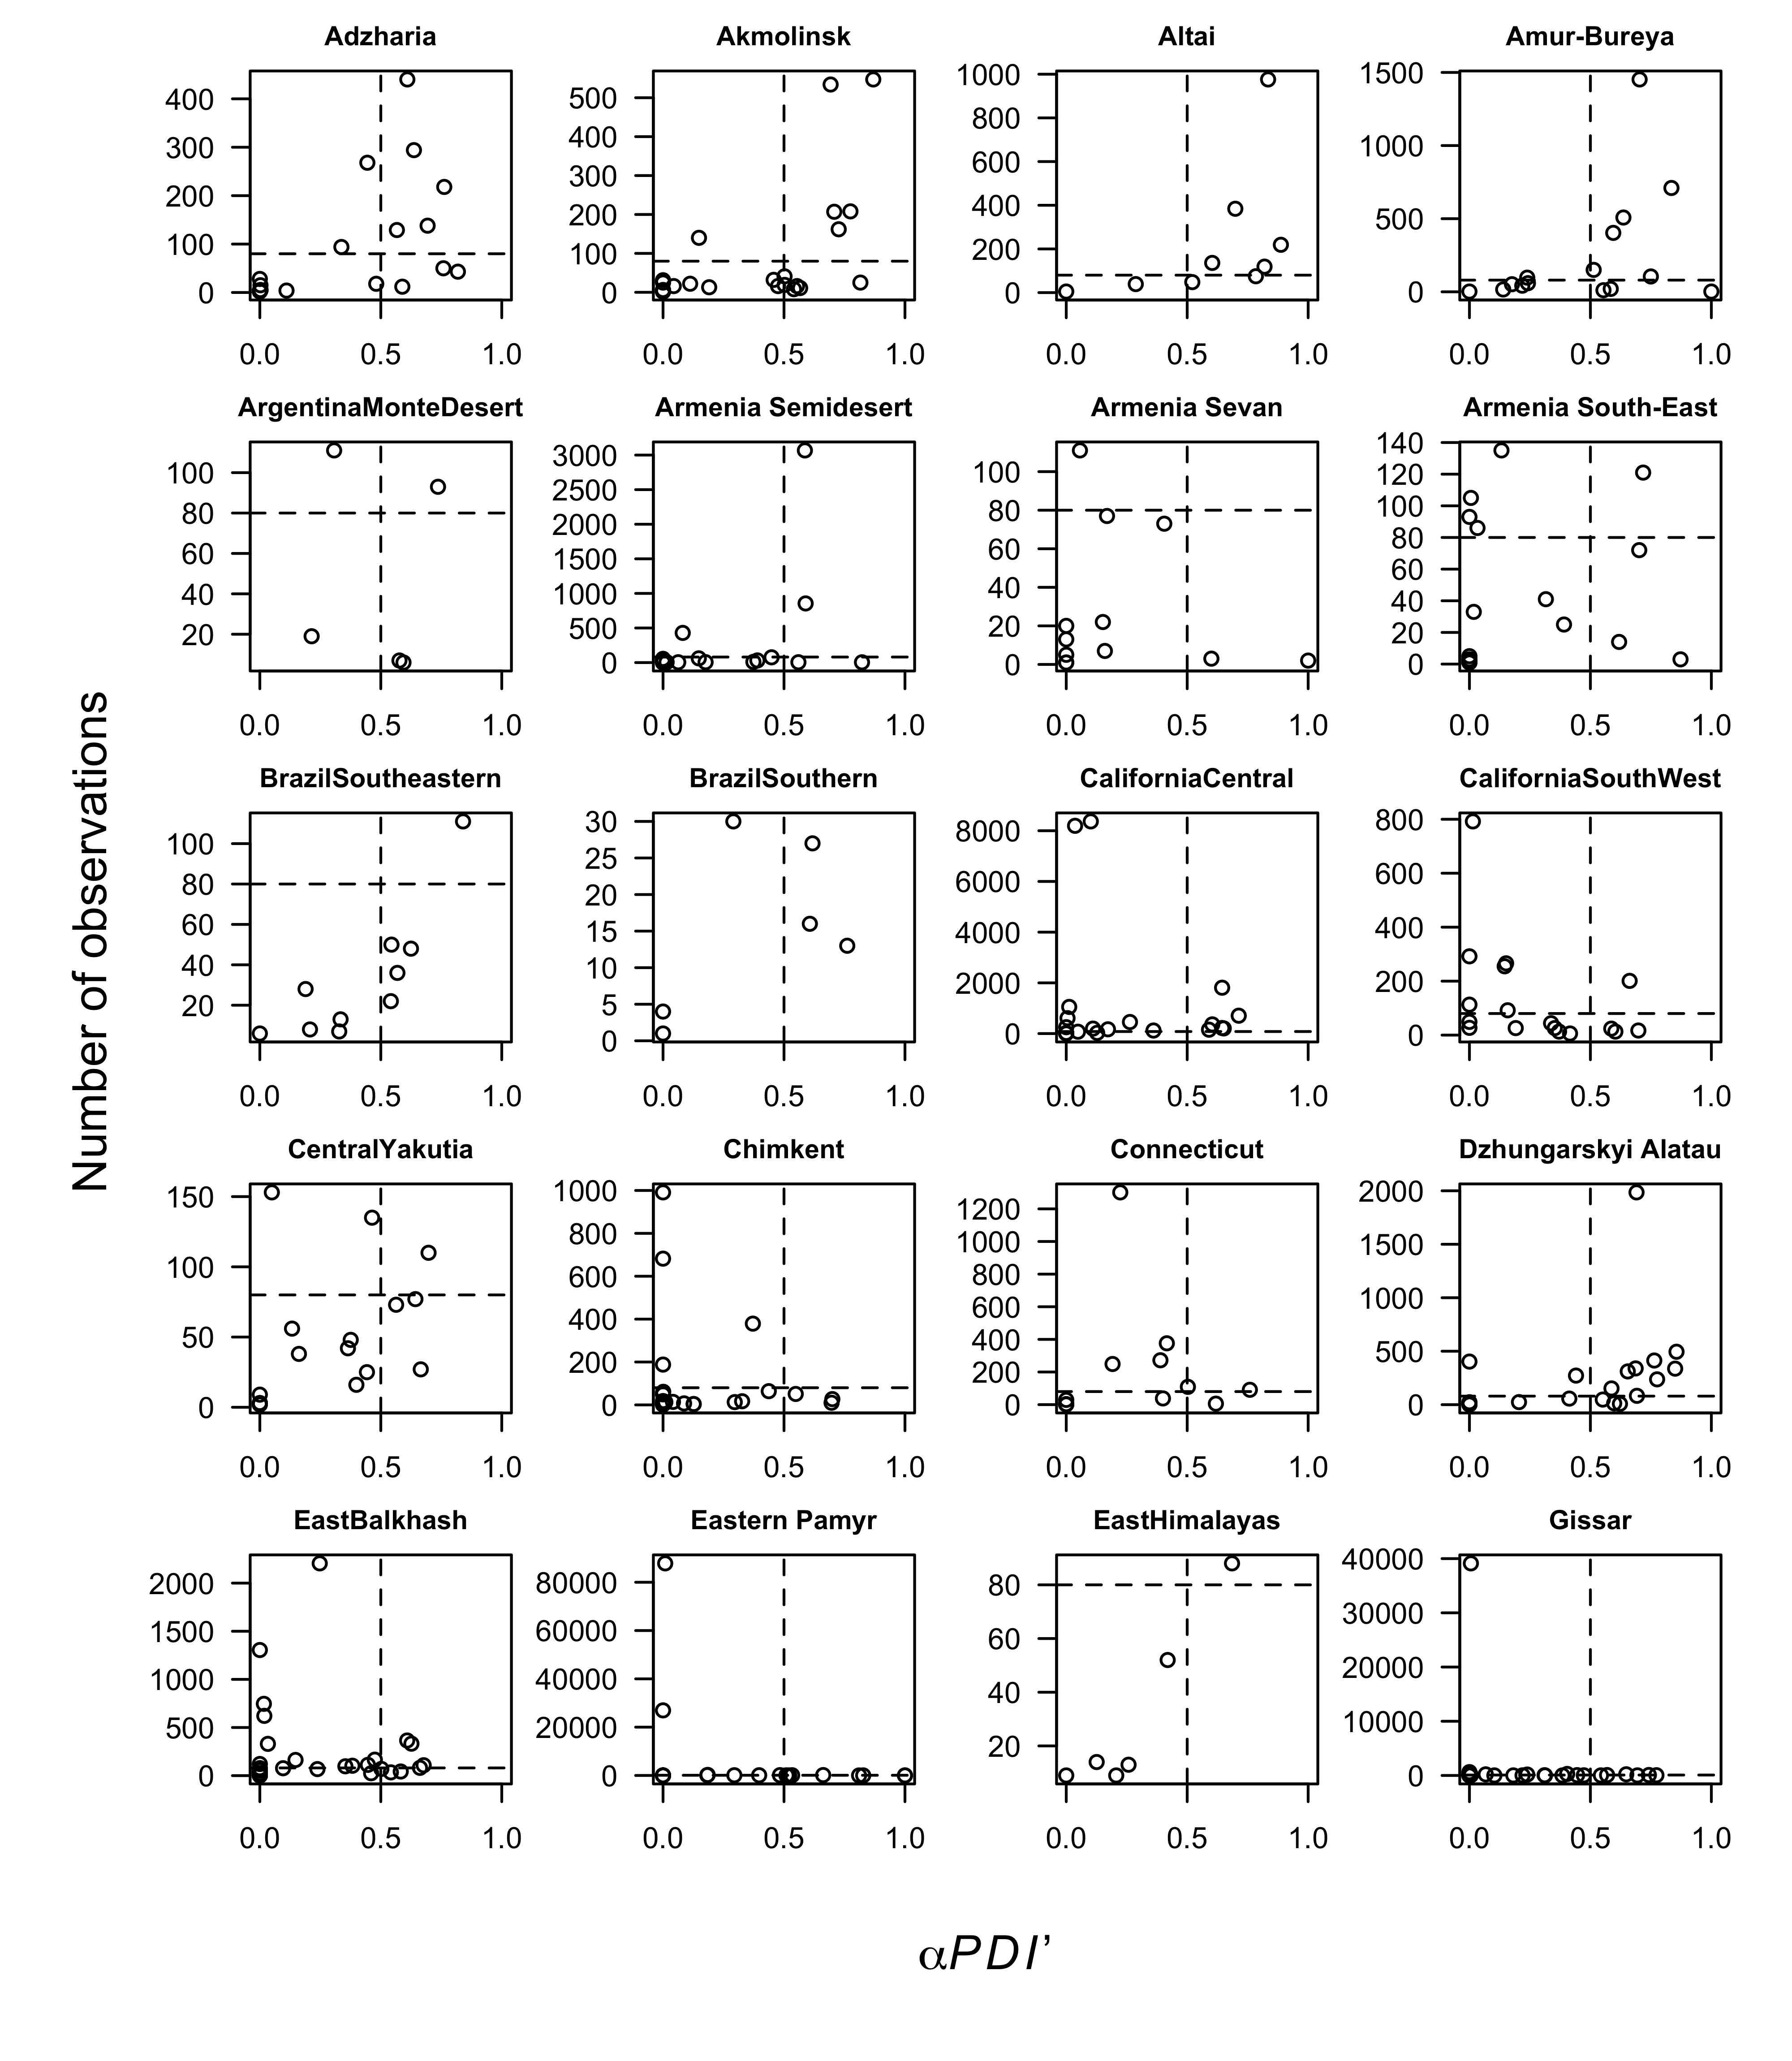 Adzharia Akmolinsk Altai Amur-Bureya
400 300 200 100 0 500 400 300 200 100 0 1000 800 600 400 200 0 1500 1000 500 0
0.0 0.5 1.0 0.0 0.5 1.0 0.0 0.5 1.0 0.0 0.5 1.0
ArgentinaMonteDesert Armenia Semidesert Armenia Sevan Armenia South-East
100 80 60 40 20 3000 2500 2000 1500 1000 500 0 100 80 60 40 20 0 140 120 100 80 60 40 20 0
0.0 0.5 1.0 0.0 0.5 1.0 0.0 0.5 1.0 0.0 0.5 1.0
BrazilSoutheastern BrazilSouthern CaliforniaCentral CaliforniaSouthWest
100 80 60 40 20 30 25 20 15 10 5 0 8000 6000 4000 2000 0 800 600 400 200 0
0.0 0.5 1.0 0.0 0.5 1.0 0.0 0.5 1.0 0.0 0.5 1.0
CentralYakutia Chimkent Connecticut Dzhungarskyi Alatau
150 100 50 0 1000 800 600 400 200 0 1200 1000 800 600 400 200 0 2000 1500 1000 500 0
0.0 0.5 1.0 0.0 0.5 1.0 0.0 0.5 1.0 0.0 0.5 1.0
EastBalkhash Eastern Pamyr EastHimalayas Gissar
2000 1500 1000 500 0 80000 60000 40000 20000 0 80 60 40 20 40000 30000 20000 10000 0
0.0 0.5 1.0 0.0 0.5 1.0 0.0 0.5 1.0 0.0 0.5 1.0
Number of observations
αPDI’